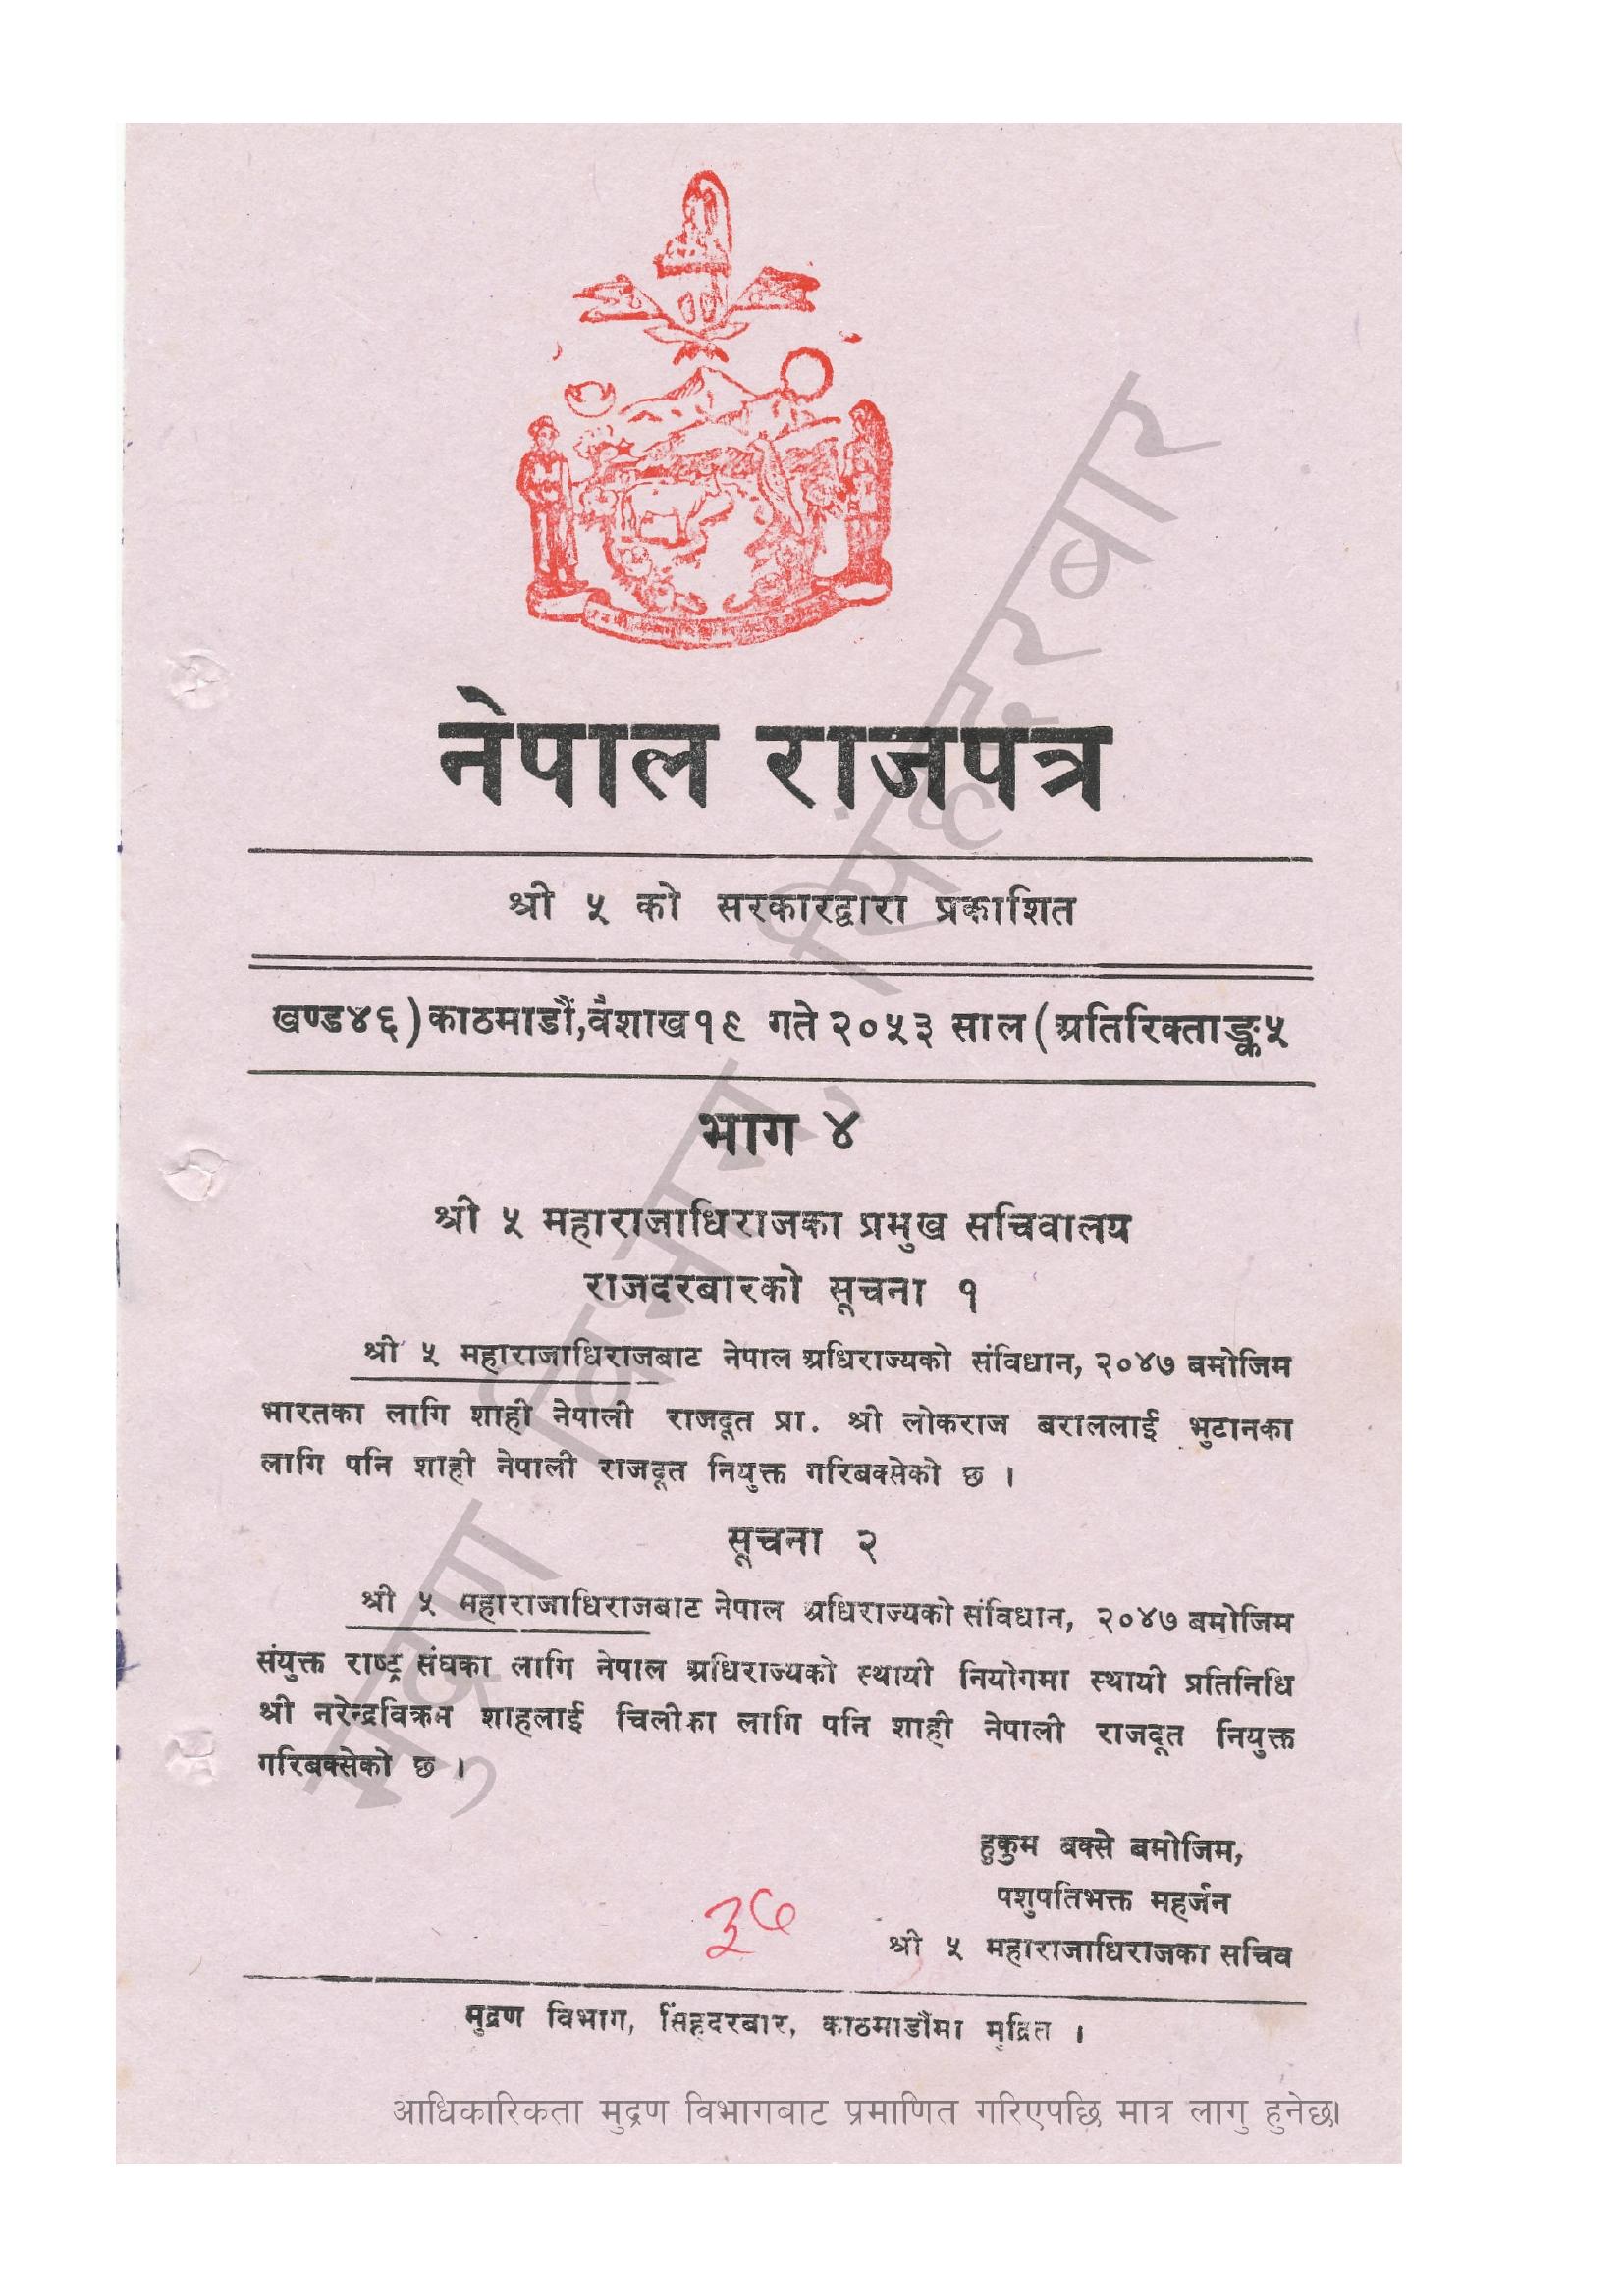 नेपाल राजपत्र
श्री ५ को सरकारद्वारा प्रकाशित
खण्ड ४६) काठमाडौं, वैशाख १९ गते २०५३ साल (अतिरिक्ताङ्क ५
भाग ४
श्री ५ महाराजाधिराजका प्रमुख सचिवालय
राजदरबारको सूचना १
श्री ५ महाराजाधिराजबाट नेपाल अधिराज्यको संविधान, २०४७ बमोजिम
भारतका लागि शाही नेपाली राजदूत प्रा. श्री लोकराज बराललाई भुटानका
लागि पनि शाही नेपाली राजदूत नियुक्त गरिबक्सेको छ ।
सूचना २
श्री ५ महाराजाधिराजबाट नेपाल अधिराज्यको संविधान, २०४७ बमोजिम
संयुक्त राष्ट्र संघका लागि नेपाल अधिराज्यको स्थायी नियोगमा स्थायी प्रतिनिधि
श्री नरेन्द्रविक्रम शाहलाई चिलीका लागि पनि शाही नेपाली राजदूत नियुक्त
गरिबक्सेको छ ।
हुकुम बक्से बमोजिम,
पशुपतिभक्त महर्जन
श्री ५ महाराजाधिराजका सचिव
मुद्रण विभाग, सिंहदरबार, काठमाडौंमा मुद्रित ।
आधिकारिकता मुद्रण विभागबाट प्रमाणित गरिएपछि मात्र लागु हुनेछ।
मुद्रण विभाग, सिंहदरबार